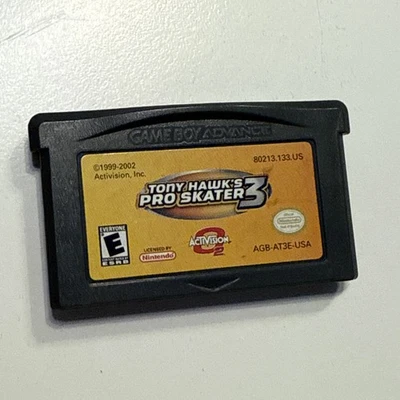 GAME BOY ADVANCE
©1999-2002
Activision, Inc.
80213.133.US
TONY HAWK'S
PRO SKATER 3
EVERYONE
E
ESRB
LICENSED BY
Nintendo
ACTIVISION
O2
AGB-AT3E-USA